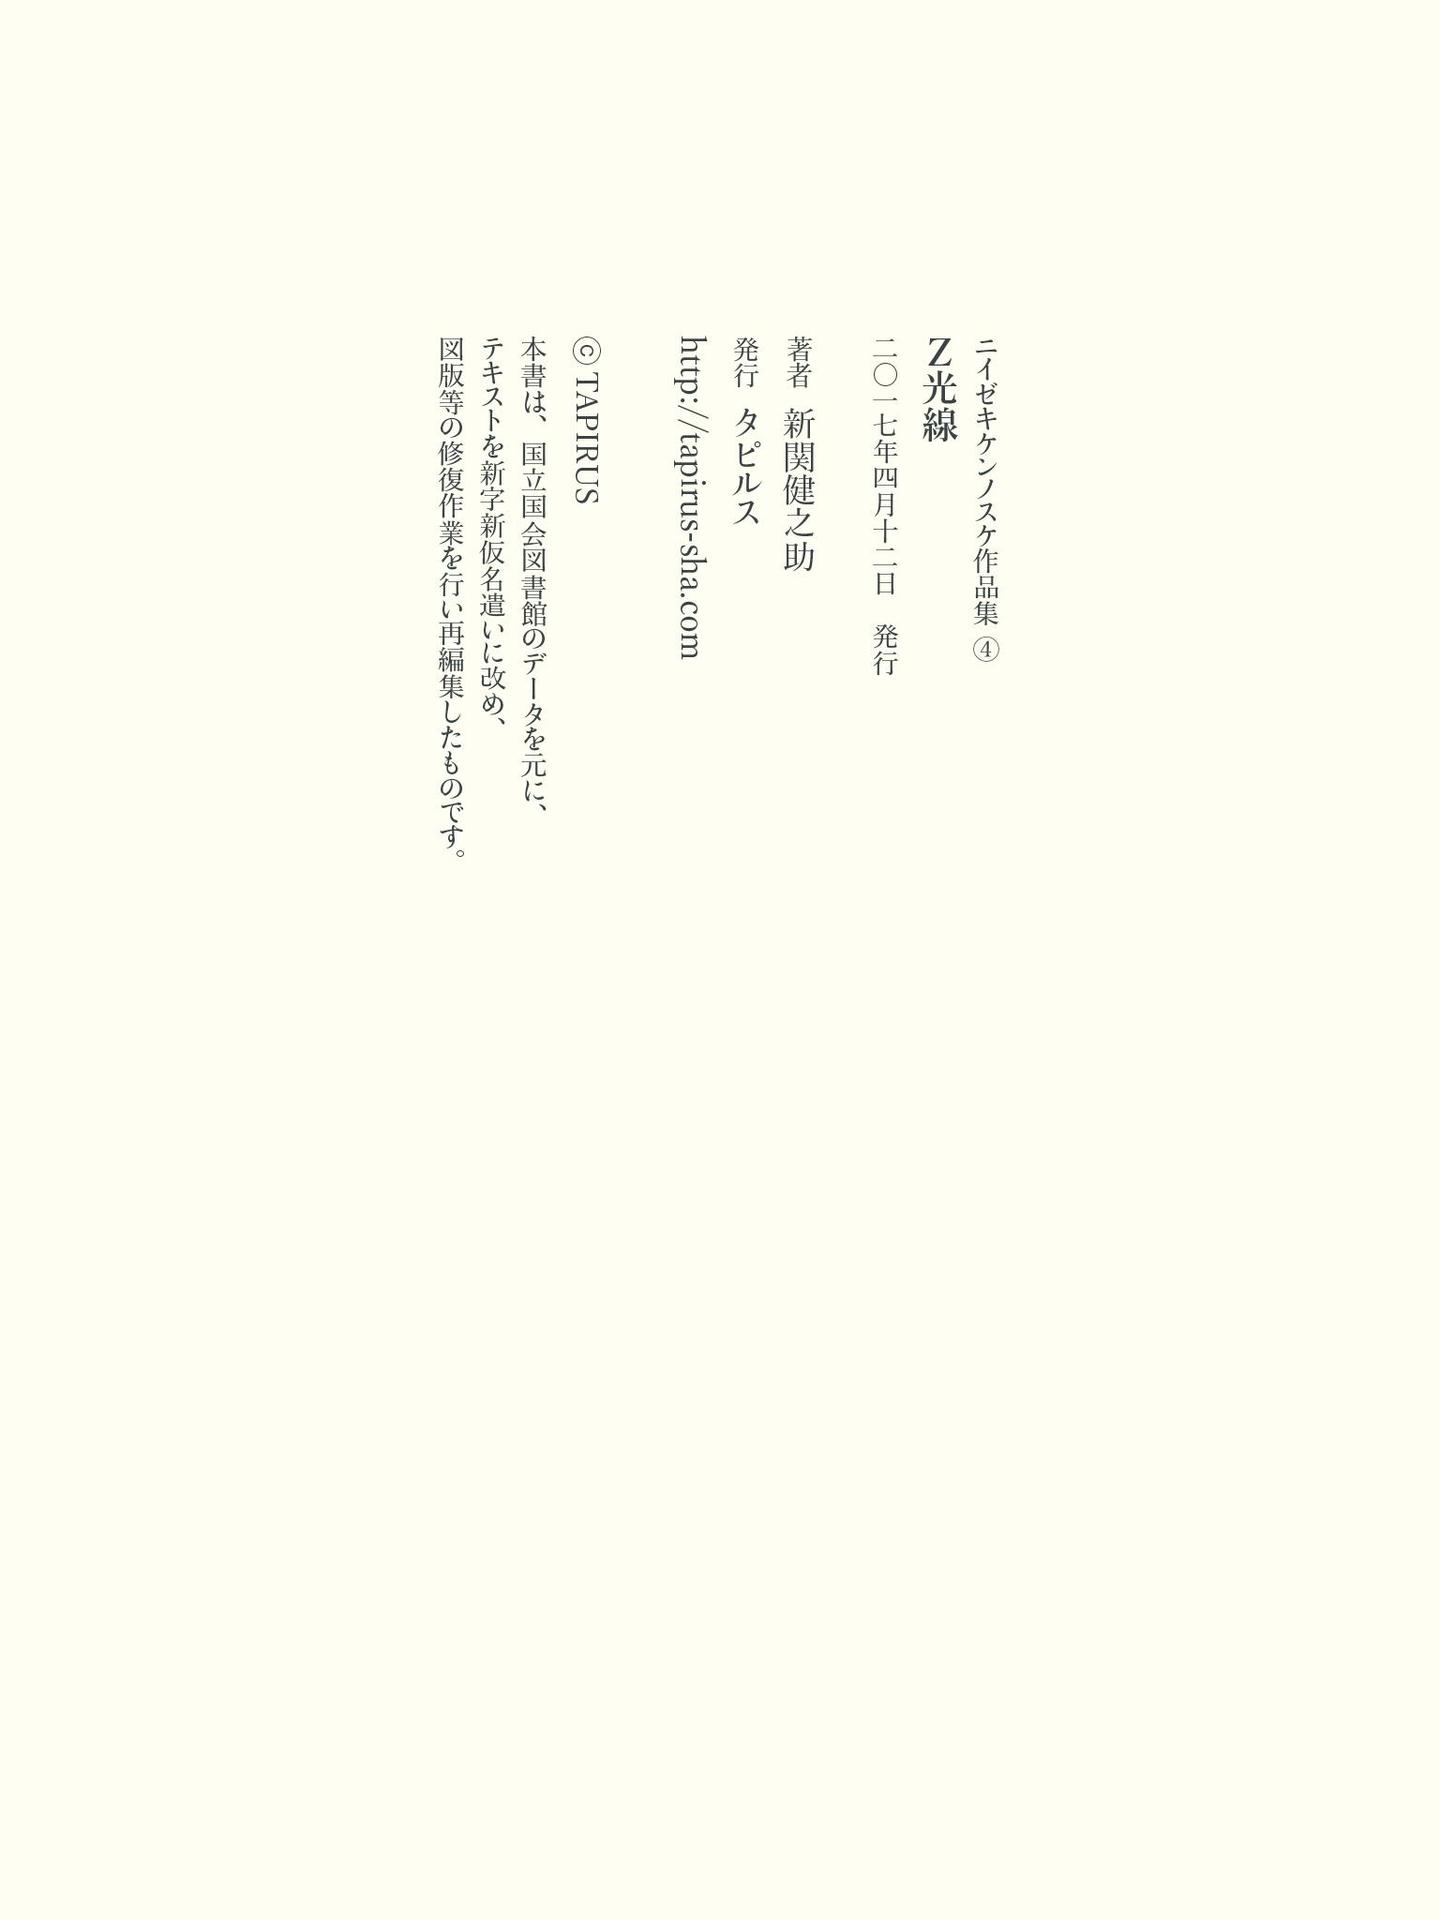 ニイゼキケンノスケ作品集 ④
Z光線
二〇一七年四月十二日　発行
著者　新関健之助
発行　タピルス
http://tapirus-sha.com
© TAPIRUS
本書は、国立国会図書館のデータを元に、
テキストを新字新仮名遣いに改め、
図版等の修復作業を行い再編集したものです。